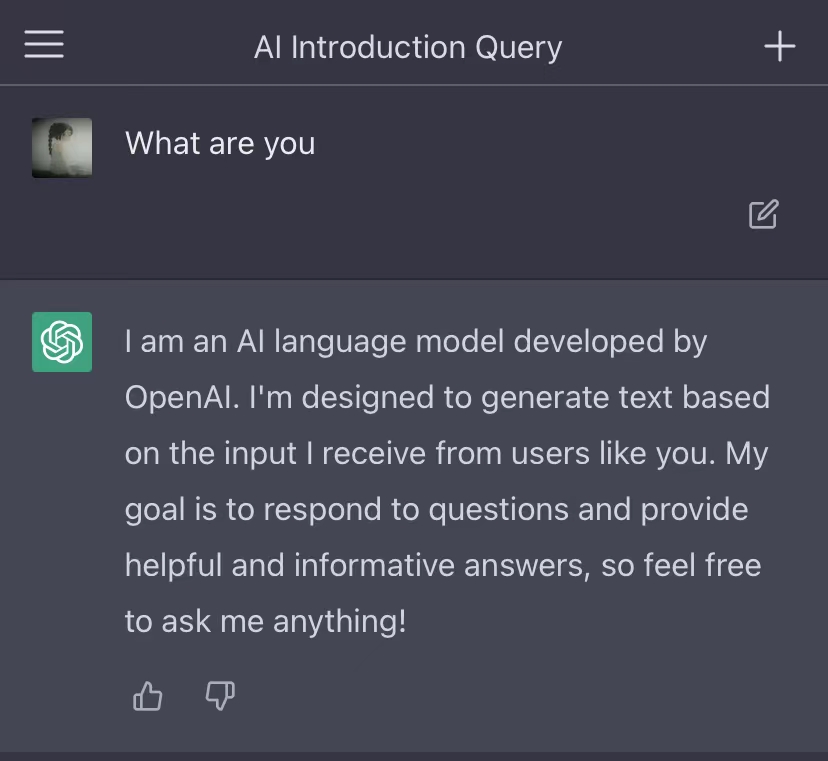 AI Introduction Query
What are you
I am an AI language model developed by
OpenAI. I'm designed to generate text based
on the input I receive from users like you. My
goal is to respond to questions and provide
helpful and informative answers, so feel free
to ask me anything!